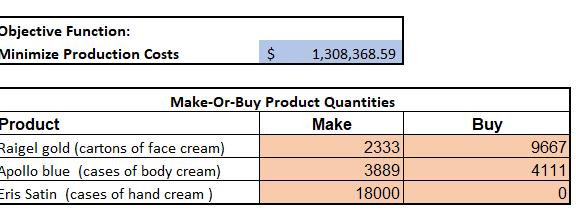 Objective Function:
Minimize Production Costs $ 1,308,368.59
Make-Or-Buy Product Quantities
Product Make Buy
Raigel gold (cartons of face cream) 2333 9667
Apollo blue (cases of body cream) 3889 4111
Eris Satin (cases of hand cream ) 18000 0